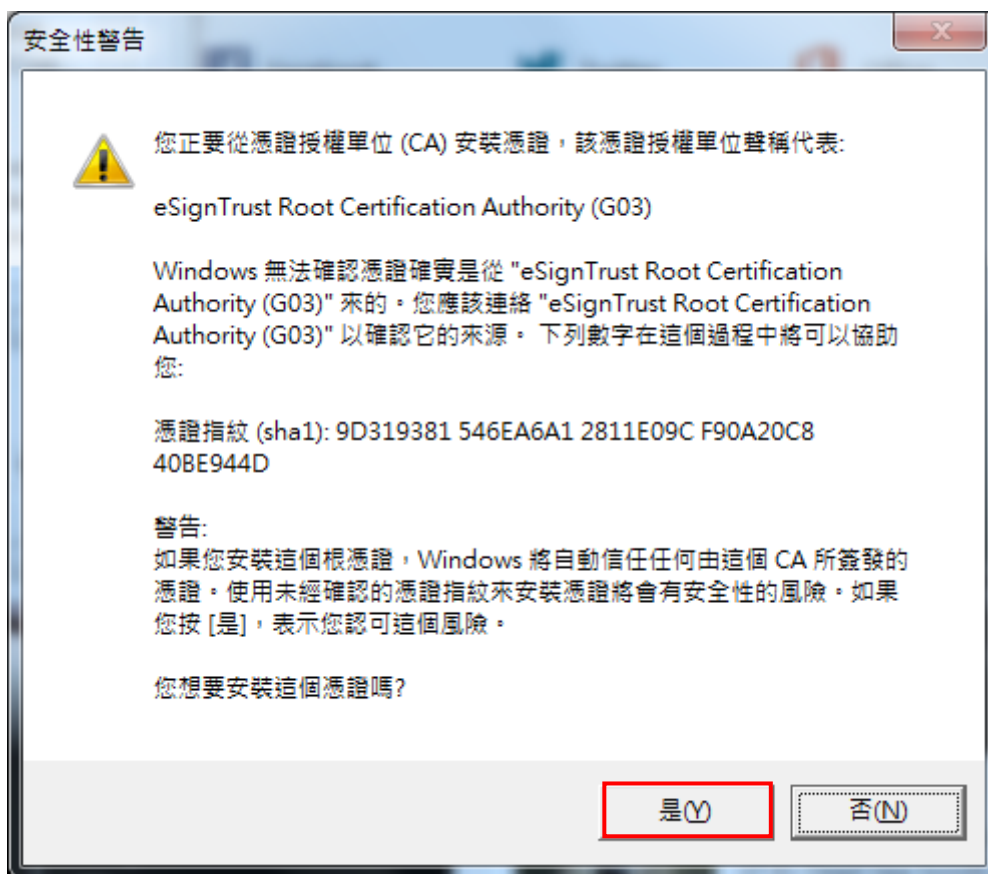 安全性警告
您正要從憑證授權單位 (CA) 安裝憑證，該憑證授權單位聲稱代表:
eSignTrust Root Certification Authority (G03)
Windows 無法確認憑證確實是從 "eSignTrust Root Certification
Authority (G03)" 來的。您應該連絡 "eSignTrust Root Certification
Authority (G03)" 以確認它的來源。 下列數字在這個過程中將可以協助
您:
憑證指紋 (sha1): 9D319381 546EA6A1 2811E09C F90A20C8
40BE944D
警告:
如果您安裝這個根憑證，Windows 將自動信任任何由這個 CA 所簽發的
憑證。使用未經確認的憑證指紋來安裝憑證將會有安全性的風險。如果
您按 [是]，表示您認可這個風險。
您想要安裝這個憑證嗎?
是(Y) 否(N)